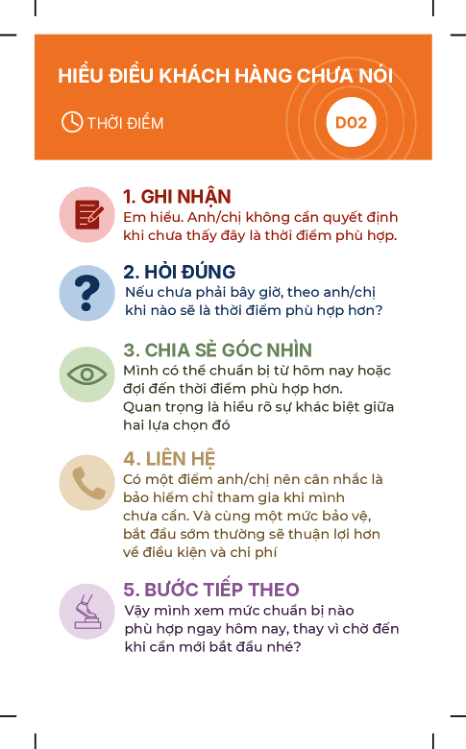 HIỂU ĐIỀU KHÁCH HÀNG CHƯA NÓI
THỜI ĐIỂM
D02
1. GHI NHẬN
Em hiểu. Anh/chị không cần quyết định
khi chưa thấy đây là thời điểm phù hợp.
2. HỎI ĐÚNG
Nếu chưa phải bây giờ, theo anh/chị
khi nào sẽ là thời điểm phù hợp hơn?
3. CHIA SẺ GÓC NHÌN
Mình có thể chuẩn bị từ hôm nay hoặc
đợi đến thời điểm phù hợp hơn.
Quan trọng là hiểu rõ sự khác biệt giữa
hai lựa chọn đó
4. LIÊN HỆ
Có một điểm anh/chị nên cân nhắc là
bảo hiểm chỉ tham gia khi mình
chưa cần. Và cùng một mức bảo vệ,
bắt đầu sớm thường sẽ thuận lợi hơn
về điều kiện và chi phí
5. BƯỚC TIẾP THEO
Vậy mình xem mức chuẩn bị nào
phù hợp ngay hôm nay, thay vì chờ đến
khi cần mới bắt đầu nhé?